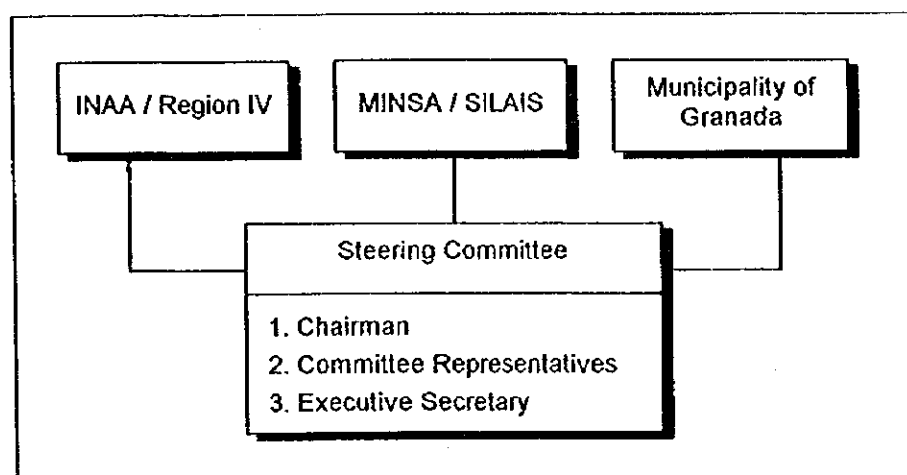 INAA / Region IV
MINSA / SILAIS
Municipality of
Granada
Steering Committee
1. Chairman
2. Committee Representatives
3. Executive Secretary